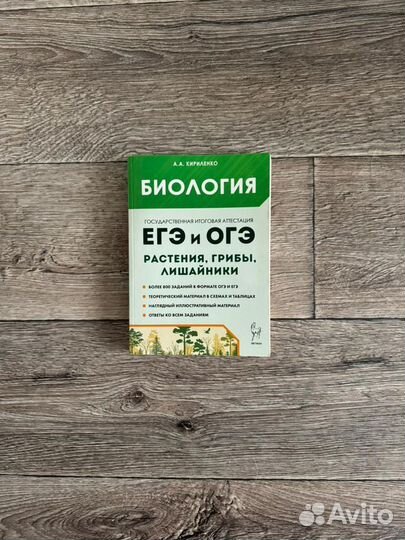 А.А. КИРИЛЕНКО
БИОЛОГИЯ
ГОСУДАРСТВЕННАЯ ИТОГОВАЯ АТТЕСТАЦИЯ
ЕГЭ и ОГЭ
РАСТЕНИЯ, ГРИБЫ,
ЛИШАЙНИКИ
БОЛЕЕ 800 ЗАДАНИЙ В ФОРМАТЕ ОГЭ И ЕГЭ
ТЕОРЕТИЧЕСКИЙ МАТЕРИАЛ В СХЕМАХ И ТАБЛИЦАХ
НАГЛЯДНЫЙ ИЛЛЮСТРАТИВНЫЙ МАТЕРИАЛ
ОТВЕТЫ КО ВСЕМ ЗАДАНИЯМ
ЛЕГИОН
Avito